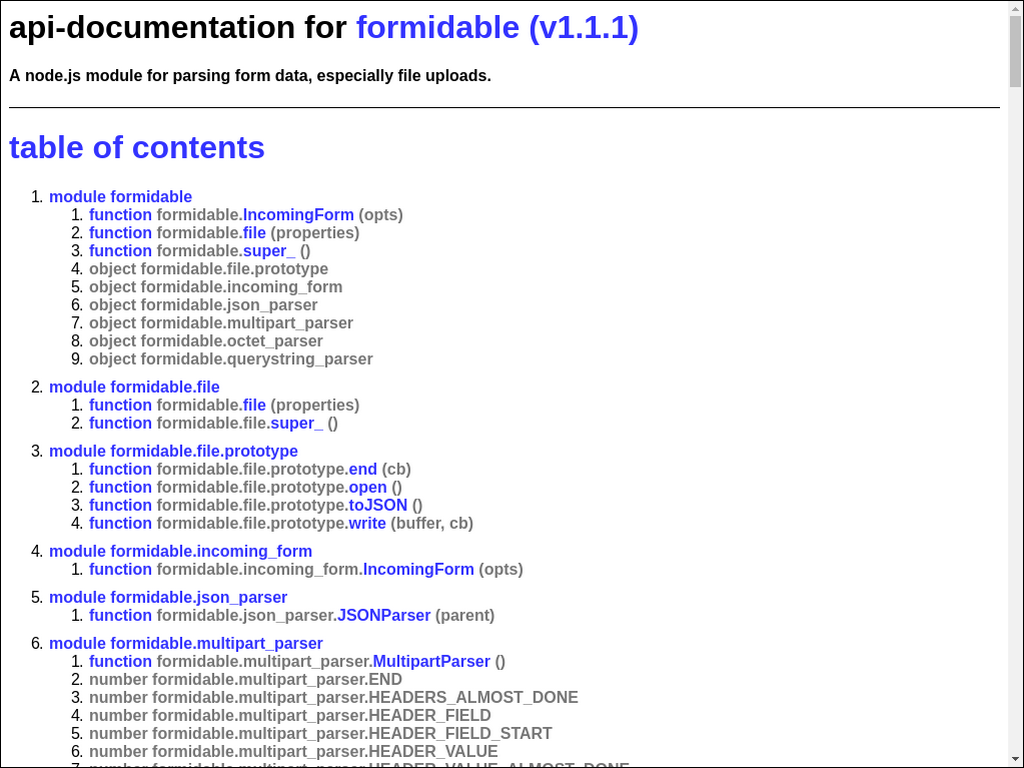 api-documentation for formidable (v1.1.1)
A node.js module for parsing form data, especially file uploads.
table of contents
1. module formidable
1. function formidable.IncomingForm (opts)
2. function formidable.file (properties)
3. function formidable.super_ ()
4. object formidable.file.prototype
5. object formidable.incoming_form
6. object formidable.json_parser
7. object formidable.multipart_parser
8. object formidable.octet_parser
9. object formidable.querystring_parser
2. module formidable.file
1. function formidable.file (properties)
2. function formidable.file.super_ ()
3. module formidable.file.prototype
1. function formidable.file.prototype.end (cb)
2. function formidable.file.prototype.open ()
3. function formidable.file.prototype.toJSON ()
4. function formidable.file.prototype.write (buffer, cb)
4. module formidable.incoming_form
1. function formidable.incoming_form.IncomingForm (opts)
5. module formidable.json_parser
1. function formidable.json_parser.JSONParser (parent)
6. module formidable.multipart_parser
1. function formidable.multipart_parser.MultipartParser ()
2. number formidable.multipart_parser.END
3. number formidable.multipart_parser.HEADERS_ALMOST_DONE
4. number formidable.multipart_parser.HEADER_FIELD
5. number formidable.multipart_parser.HEADER_FIELD_START
6. number formidable.multipart_parser.HEADER_VALUE
7. number formidable.multipart_parser.HEADER_VALUE_ALMOST_DONE